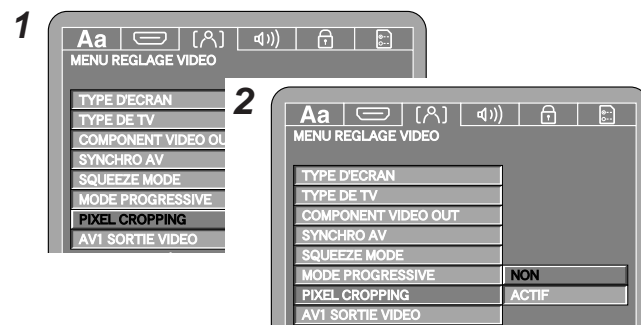 1
Aa
MENU REGLAGE VIDEO
TYPE D'ECRAN
TYPE DE TV
COMPONENT VIDEO OU
SYNCHRO AV
SQUEEZE MODE
MODE PROGRESSIVE
PIXEL CROPPING
AV1 SORTIE VIDEO
2
Aa
MENU REGLAGE VIDEO
TYPE D'ECRAN
TYPE DE TV
COMPONENT VIDEO OUT
SYNCHRO AV
SQUEEZE MODE
MODE PROGRESSIVE NON
PIXEL CROPPING ACTIF
AV1 SORTIE VIDEO